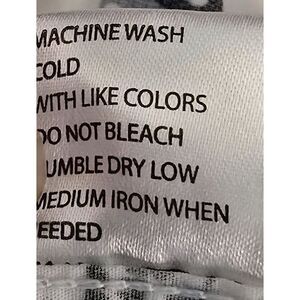 MACHINE WASH
COLD
WITH LIKE COLORS
DO NOT BLEACH
UMBLE DRY LOW
MEDIUM IRON WHEN
EEDED